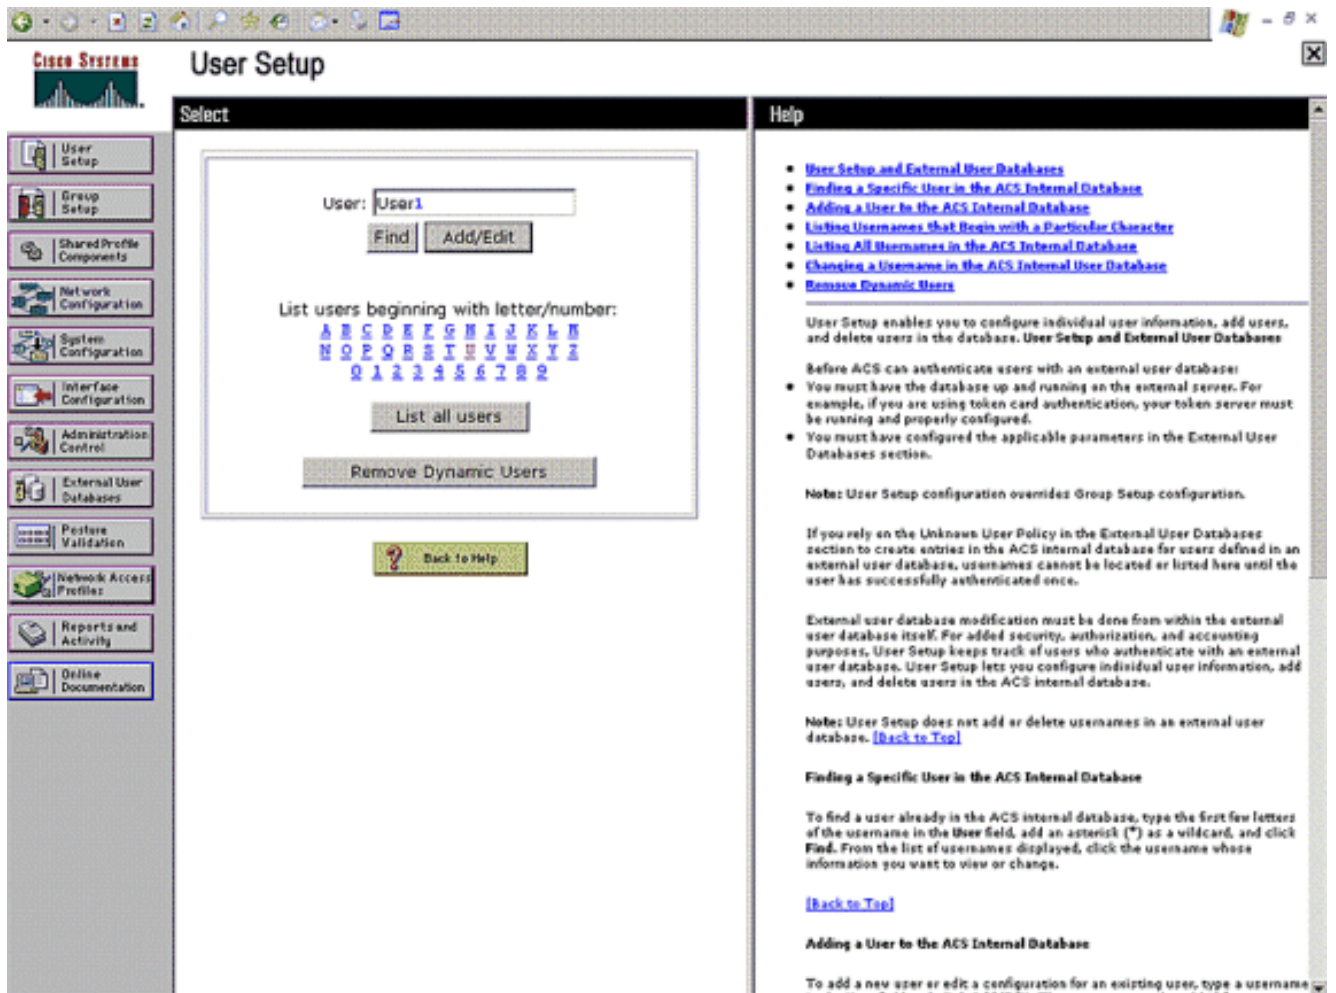 CISCO SYSTEMS
User Setup
Select
Help
User
Setup
Group
Setup
Shared Profile
Components
Network
Configuration
System
Configuration
Interface
Configuration
Administration
Control
External User
Databases
Posture
Validation
Network Access
Profiles
Reports and
Activity
Online
Documentation
User: User1
Find Add/Edit
List users beginning with letter/number:
A B C D E F G H I J K L M
N O P Q R S T U V W X Y Z
0 1 2 3 4 5 6 7 8 9
List all users
Remove Dynamic Users
? Back to Help
• User Setup and External User Databases
• Finding a Specific User in the ACS Internal Database
• Adding a User to the ACS Internal Database
• Listing Usernames that Begin with a Particular Character
• Listing All Usernames in the ACS Internal Database
• Changing a Username in the ACS Internal User Database
• Remove Dynamic Users
User Setup enables you to configure individual user information, add users,
and delete users in the database. User Setup and External User Databases
Before ACS can authenticate users with an external user database:
• You must have the database up and running on the external server. For
example, if you are using token card authentication, your token server must
be running and properly configured.
• You must have configured the applicable parameters in the External User
Databases section.
Note: User Setup configuration overrides Group Setup configuration.
If you rely on the Unknown User Policy in the External User Databases
section to create entries in the ACS internal database for users defined in an
external user database, usernames cannot be located or listed here until the
user has successfully authenticated once.
External user database modification must be done from within the external
user database itself. For added security, authorization, and accounting
purposes, User Setup keeps track of users who authenticate with an external
user database. User Setup lets you configure individual user information, add
users, and delete users in the ACS internal database.
Note: User Setup does not add or delete usernames in an external user
database. [Back to Top]
Finding a Specific User in the ACS Internal Database
To find a user already in the ACS internal database, type the first few letters
of the username in the User field, add an asterisk (*) as a wildcard, and click
Find. From the list of usernames displayed, click the username whose
information you want to view or change.
[Back to Top]
Adding a User to the ACS Internal Database
To add a new user or edit a configuration for an existing user, type a username